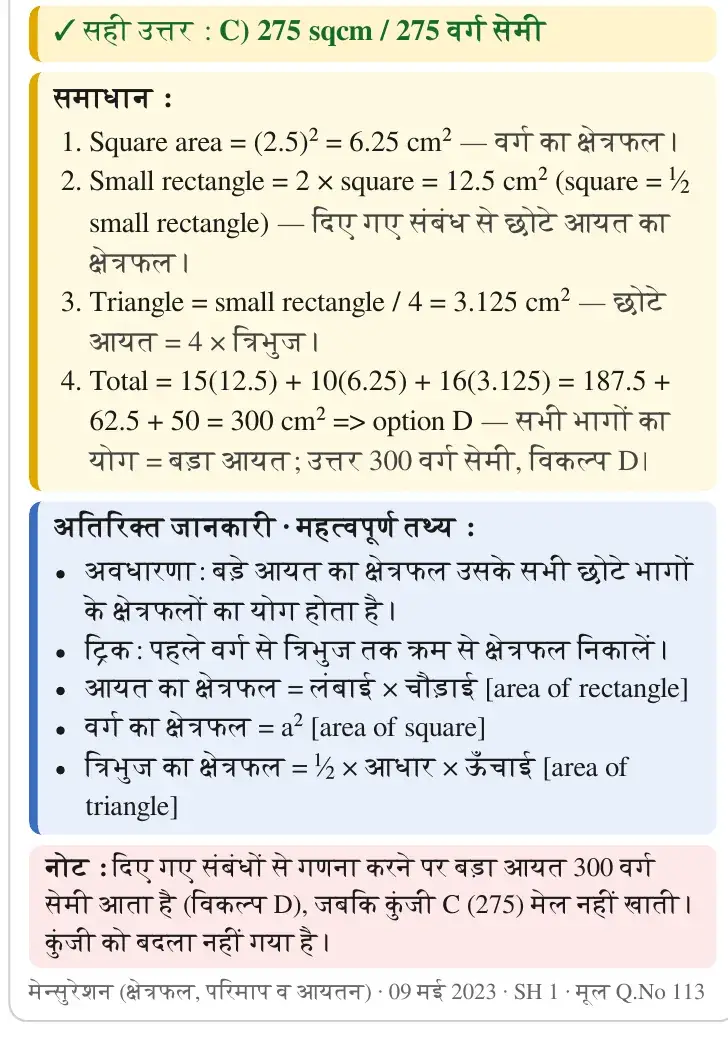 ✓ सही उत्तर : C) 275 sqcm / 275 वर्ग सेमी
समाधान :
1. Square area = (2.5)² = 6.25 cm² — वर्ग का क्षेत्रफल।
2. Small rectangle = 2 × square = 12.5 cm² (square = ½
small rectangle) — दिए गए संबंध से छोटे आयत का
क्षेत्रफल।
3. Triangle = small rectangle / 4 = 3.125 cm² — छोटे
आयत = 4 × त्रिभुज।
4. Total = 15(12.5) + 10(6.25) + 16(3.125) = 187.5 +
62.5 + 50 = 300 cm² => option D — सभी भागों का
योग = बड़ा आयत; उत्तर 300 वर्ग सेमी, विकल्प D।
अतिरिक्त जानकारी · महत्वपूर्ण तथ्य :
• अवधारणा: बड़े आयत का क्षेत्रफल उसके सभी छोटे भागों
के क्षेत्रफलों का योग होता है।
• ट्रिक: पहले वर्ग से त्रिभुज तक क्रम से क्षेत्रफल निकालें।
• आयत का क्षेत्रफल = लंबाई × चौड़ाई [area of rectangle]
• वर्ग का क्षेत्रफल = a² [area of square]
• त्रिभुज का क्षेत्रफल = ½ × आधार × ऊँचाई [area of
triangle]
नोट : दिए गए संबंधों से गणना करने पर बड़ा आयत 300 वर्ग
सेमी आता है (विकल्प D), जबकि कुंजी C (275) मेल नहीं खाती।
कुंजी को बदला नहीं गया है।
मेन्सुरेशन (क्षेत्रफल, परिमाप व आयतन) · 09 मई 2023 · SH 1 · मूल Q.No 113